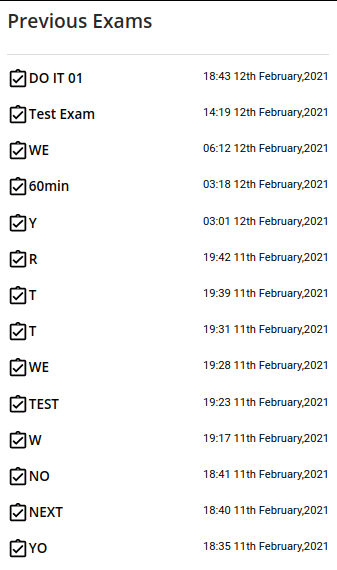 Previous Exams
DO IT 01 18:43 12th February,2021
Test Exam 14:19 12th February,2021
WE 06:12 12th February,2021
60min 03:18 12th February,2021
Y 03:01 12th February,2021
R 19:42 11th February,2021
T 19:39 11th February,2021
T 19:31 11th February,2021
WE 19:28 11th February,2021
TEST 19:23 11th February,2021
W 19:17 11th February,2021
NO 18:41 11th February,2021
NEXT 18:40 11th February,2021
YO 18:35 11th February,2021